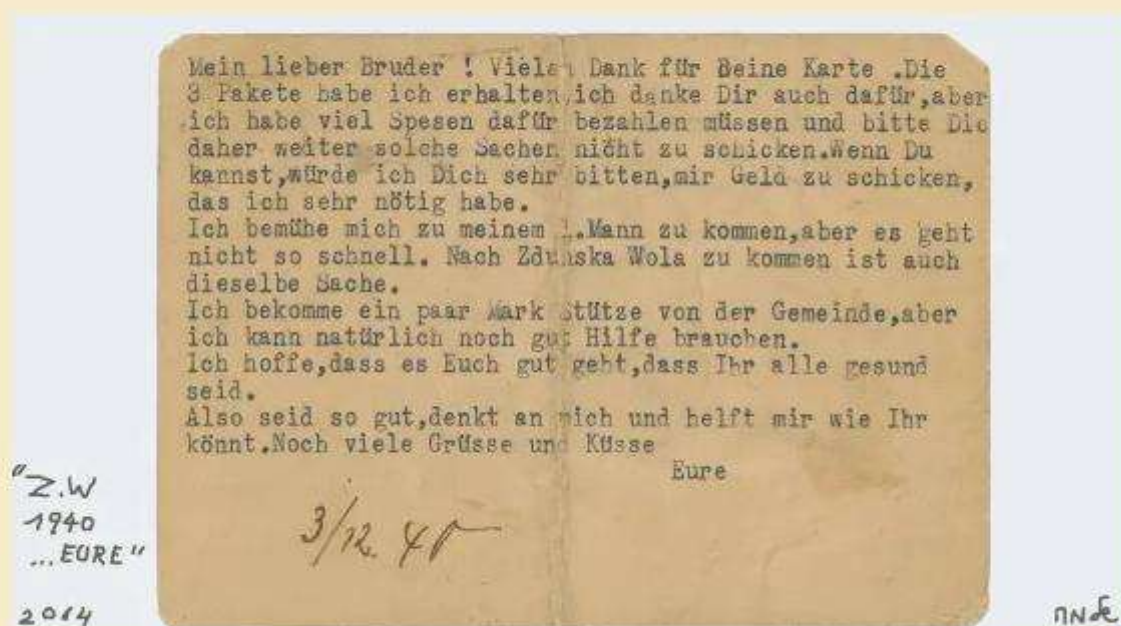 Mein lieber Bruder ! Vielen Dank für Deine Karte .Die
3 Pakete habe ich erhalten,ich danke Dir auch dafür,aber
ich habe viel Spesen dafür bezahlen müssen und bitte Dic
daher weiter solche Sachen nicht zu schicken.Wenn Du
kannst,würde ich Dich sehr bitten,mir Geld zu schicken,
das ich sehr nötig habe.
Ich bemühe mich zu meinem l.Mann zu kommen,aber es geht
nicht so schnell. Nach Zdunska Wola zu kommen ist auch
dieselbe Sache.
Ich bekomme ein paar Mark Stütze von der Gemeinde,aber
ich kann natürlich noch gut Hilfe brauchen.
Ich hoffe,dass es Euch gut geht,dass Ihr alle gesund
seid.
Also seid so gut,denkt an mich und helft mir wie Ihr
könnt.Noch viele Grüsse und Küsse
Eure
3/12. 40
"Z.W
1940
...EURE"
2014